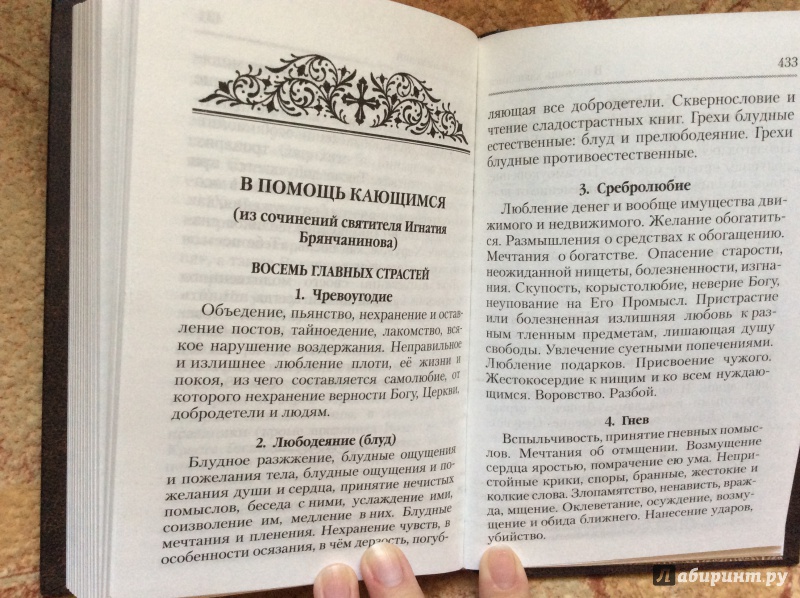 В ПОМОЩЬ КАЮЩИМСЯ
(из сочинений святителя Игнатия
Брянчанинова)
ВОСЕМЬ ГЛАВНЫХ СТРАСТЕЙ
1. Чревоугодие
Объедение, пьянство, нехранение и остав-
ление постов, тайноедение, лакомство, вся-
кое нарушение воздержания. Неправильное
и излишнее любление плоти, её жизни и
покоя, из чего составляется самолюбие, от
которого нехранение верности Богу, Церкви,
добродетели и людям.
2. Любодеяние (блуд)
Блудное разжжение, блудные ощущения
и пожелания тела, блудные ощущения и по-
желания души и сердца, принятие нечистых
помыслов, беседа с ними, услаждение ими,
соизволение им, медление в них. Блудные
мечтания и пленения. Нехранение чувств, в
особенности осязания, в чём дерзость, погуб-
433
ляющая все добродетели. Сквернословие и
чтение сладострастных книг. Грехи блудные
естественные: блуд и прелюбодеяние. Грехи
блудные противоестественные.
3. Сребролюбие
Любление денег и вообще имущества дви-
жимого и недвижимого. Желание обогатить-
ся. Размышления о средствах к обогащению.
Мечтания о богатстве. Опасение старости,
неожиданной нищеты, болезненности, изгна-
ния. Скупость, корыстолюбие, неверие Богу,
неупование на Его Промысл. Пристрастие
или болезненная излишняя любовь к раз-
ным тленным предметам, лишающая душу
свободы. Увлечение суетными попечениями.
Любление подарков. Присвоение чужого.
Жестокосердие к нищим и ко всем нуждаю-
щимся. Воровство. Разбой.
4. Гнев
Вспыльчивость, принятие гневных помыс-
лов. Мечтания об отмщении. Возмущение
сердца яростью, помрачение ею ума. Непри-
стойные крики, споры, бранные, жестокие и
колкие слова. Злопамятство, ненависть, враж-
да, мщение. Оклеветание, осуждение, возму-
щение и обида ближнего. Нанесение ударов,
убийство.
Лабиринт.ру